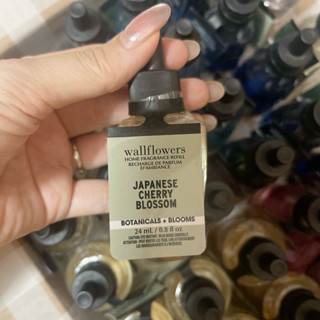 wallflowers
HOME FRAGRANCE REFILL
RECHARGE DE PARFUM
D'AMBIANCE
JAPANESE
CHERRY
BLOSSOM
BOTANICALS + BLOOMS
24 mL / 0.8 fl oz